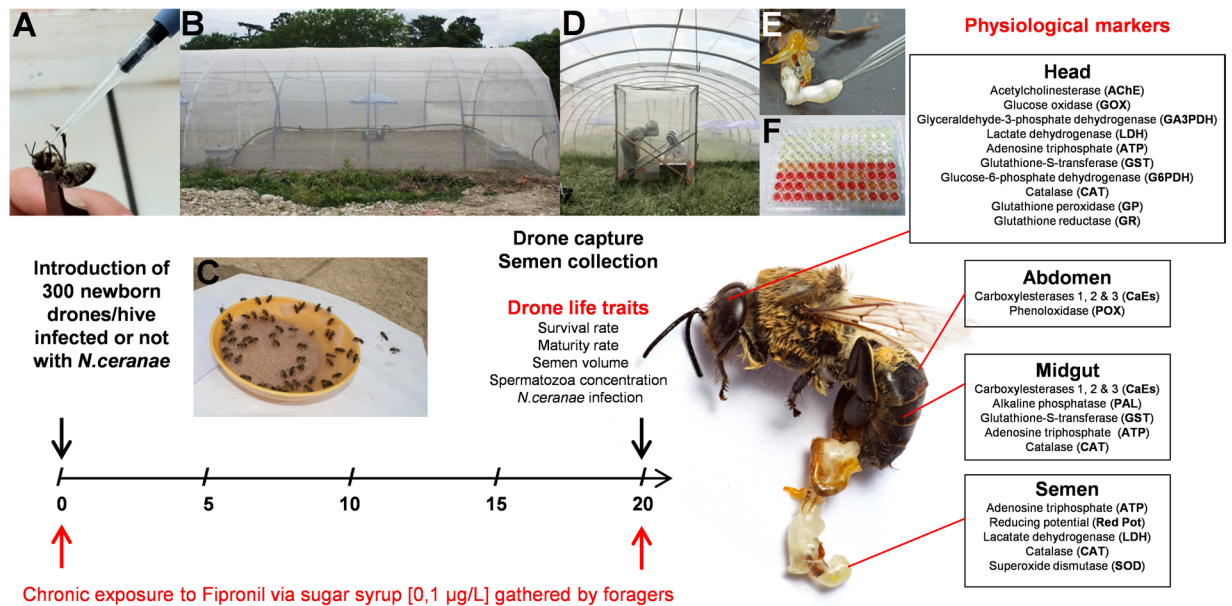 A
B
D
E
F
C
Physiological markers
Head
Acetylcholinesterase (AChE)
Glucose oxidase (GOX)
Glyceraldehyde-3-phosphate dehydrogenase (GA3PDH)
Lactate dehydrogenase (LDH)
Adenosine triphosphate (ATP)
Glutathione-S-transferase (GST)
Glucose-6-phosphate dehydrogenase (G6PDH)
Catalase (CAT)
Glutathione peroxidase (GP)
Glutathione reductase (GR)
Introduction of
300 newborn
drones/hive
infected or not
with N.ceranae
Drone capture
Semen collection
Drone life traits
Survival rate
Maturity rate
Semen volume
Spermatozoa concentration
N.ceranae infection
Abdomen
Carboxylesterases 1, 2 & 3 (CaEs)
Phenoloxidase (POX)
Midgut
Carboxylesterases 1, 2 & 3 (CaEs)
Alkaline phosphatase (PAL)
Glutathione-S-transferase (GST)
Adenosine triphosphate (ATP)
Catalase (CAT)
Semen
Adenosine triphosphate (ATP)
Reducing potential (Red Pot)
Lacatate dehydrogenase (LDH)
Catalase (CAT)
Superoxide dismutase (SOD)
0 5 10 15 20
Chronic exposure to Fipronil via sugar syrup [0,1 µg/L] gathered by foragers